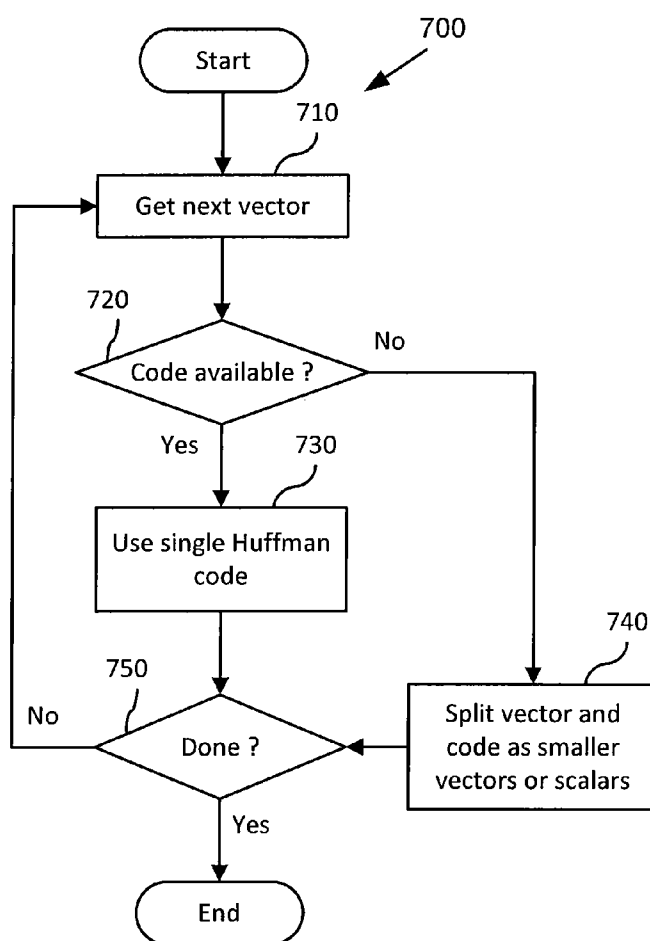 Start
700
710
Get next vector
720
Code available ?
No
Yes
730
Use single Huffman
code
740
Split vector and
code as smaller
vectors or scalars
750
No
Done ?
Yes
End